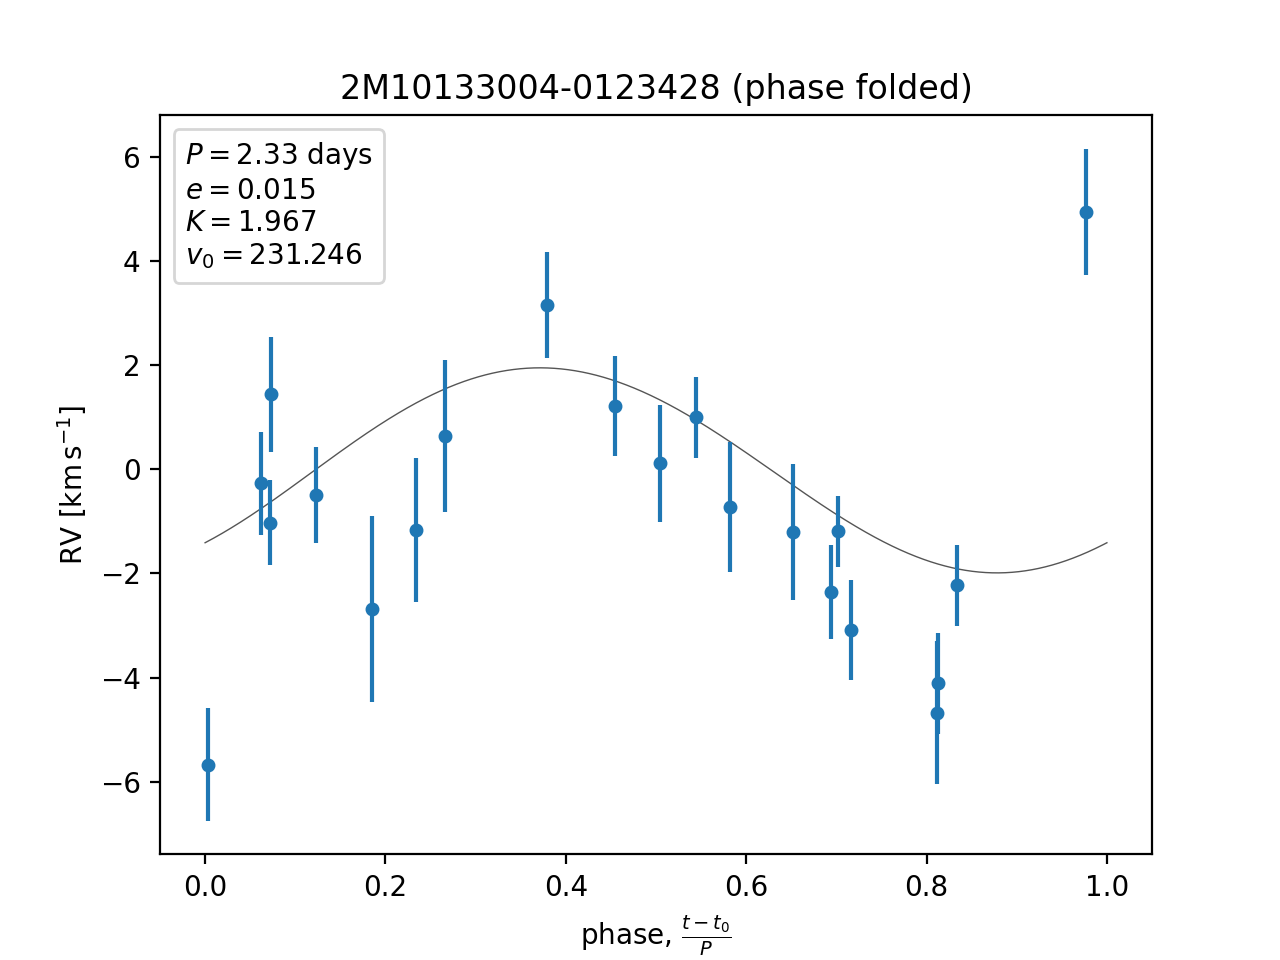 2M10133004-0123428 (phase folded)
P = 2.33 days
e = 0.015
K = 1.967
v₀ = 231.246
6
4
2
0
−2
−4
−6
RV [km s⁻¹]
0.0 0.2 0.4 0.6 0.8 1.0
phase, (t − t₀)/P